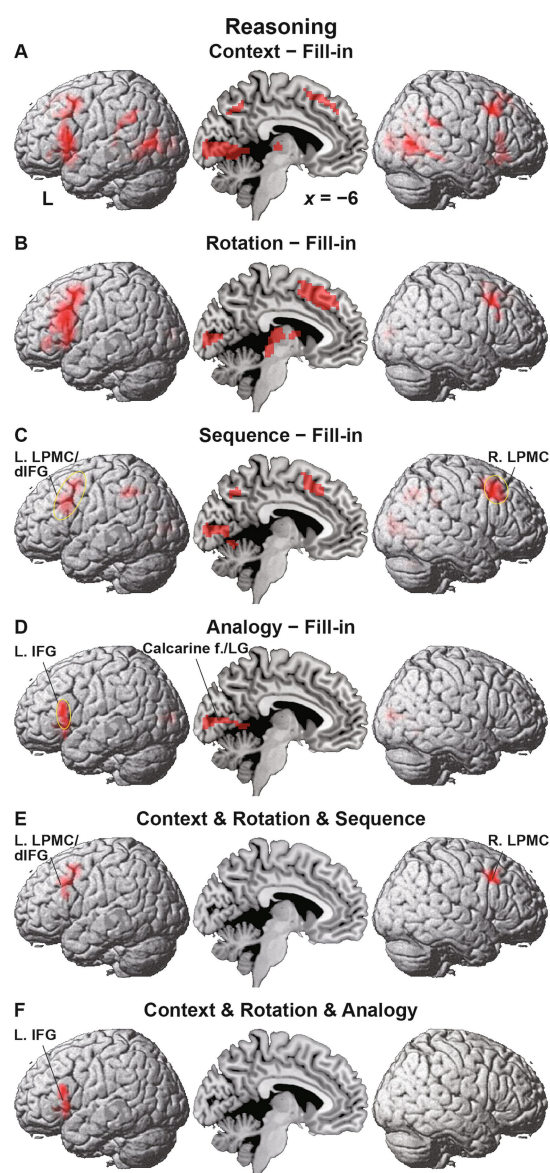 Reasoning
A
Context − Fill-in
L
x = −6
B
Rotation − Fill-in
C
Sequence − Fill-in
L. LPMC/
dIFG
R. LPMC
D
Analogy − Fill-in
L. IFG
Calcarine f./LG
E
Context & Rotation & Sequence
L. LPMC/
dIFG
R. LPMC
F
Context & Rotation & Analogy
L. IFG